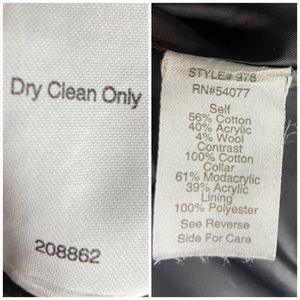 Dry Clean Only
208862
STYLE# 978
RN#54077
Self
56% Cotton
40% Acrylic
4% Wool
Contrast
100% Cotton
Collar
61% Modacrylic
39% Acrylic
Lining
100% Polyester
See Reverse
Side For Care